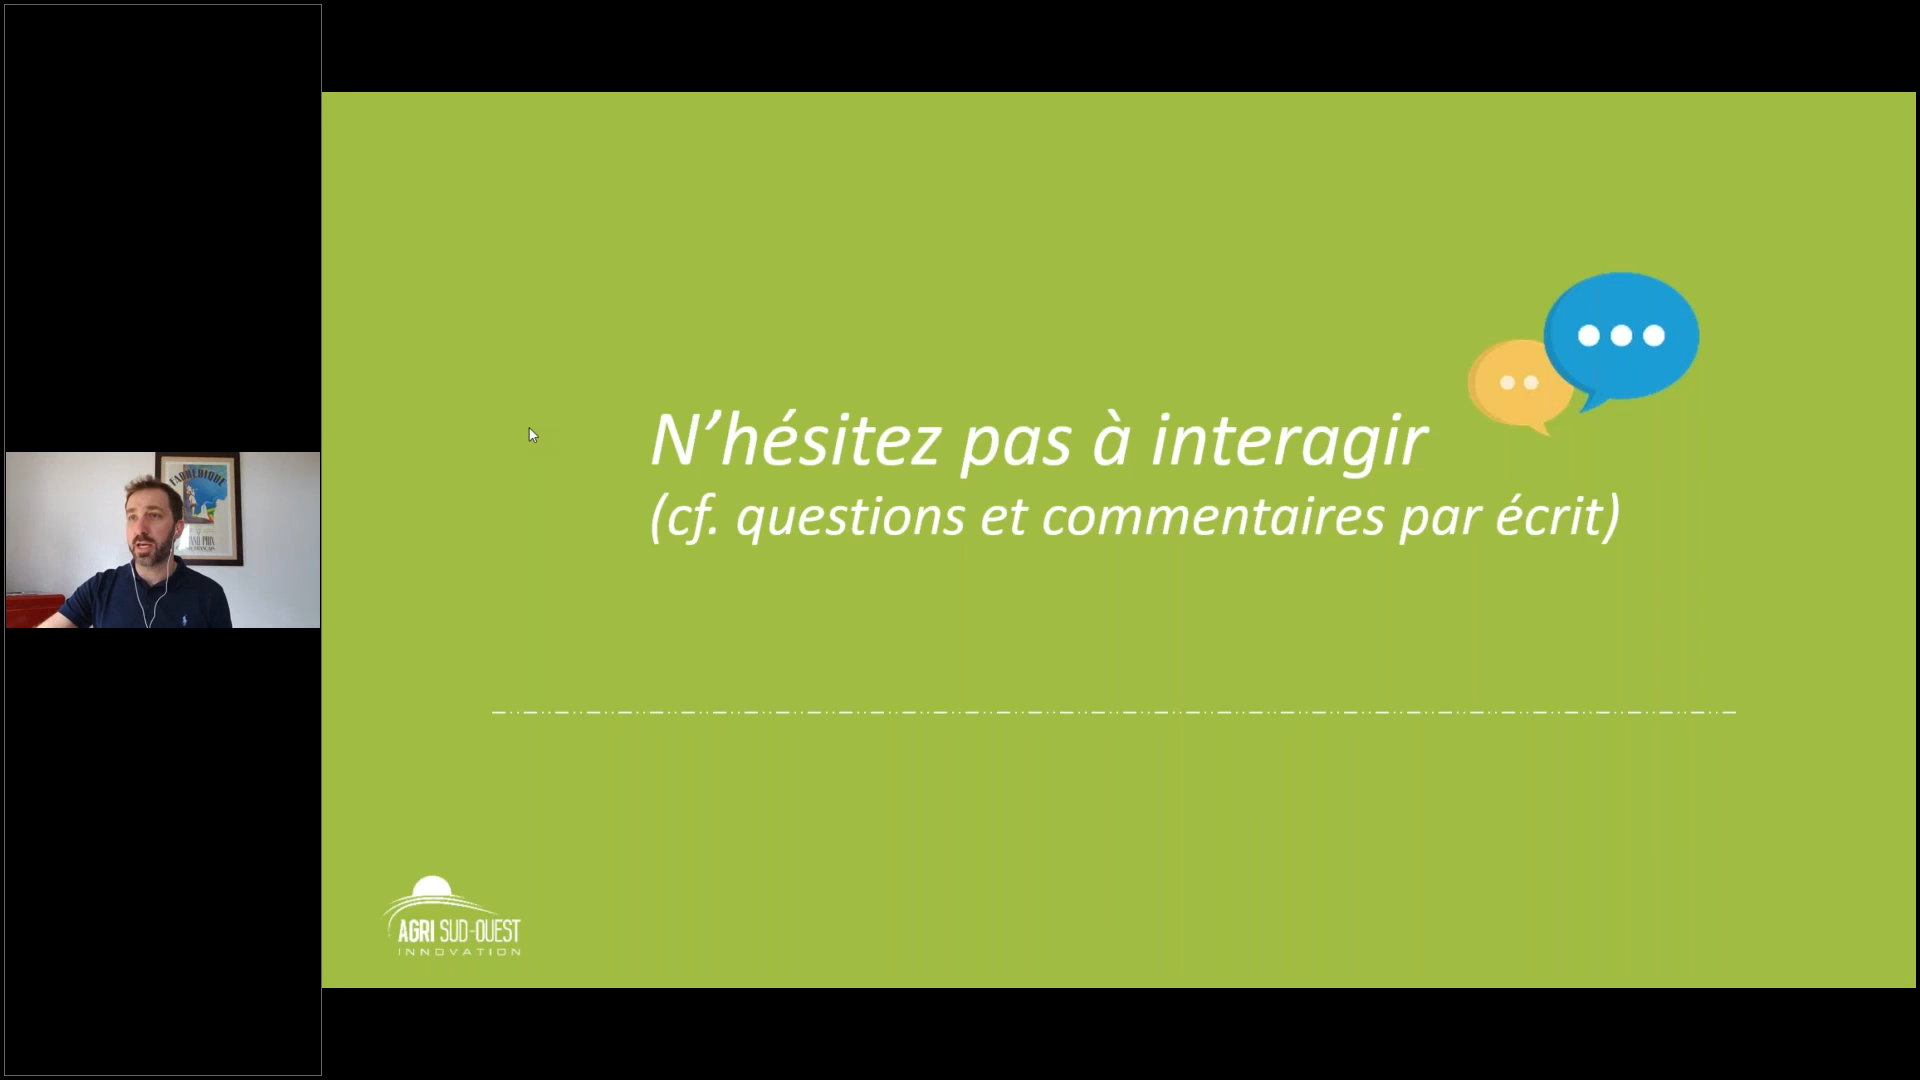 N’hésitez pas à interagir
(cf. questions et commentaires par écrit)
AGRI SUD-OUEST
INNOVATION